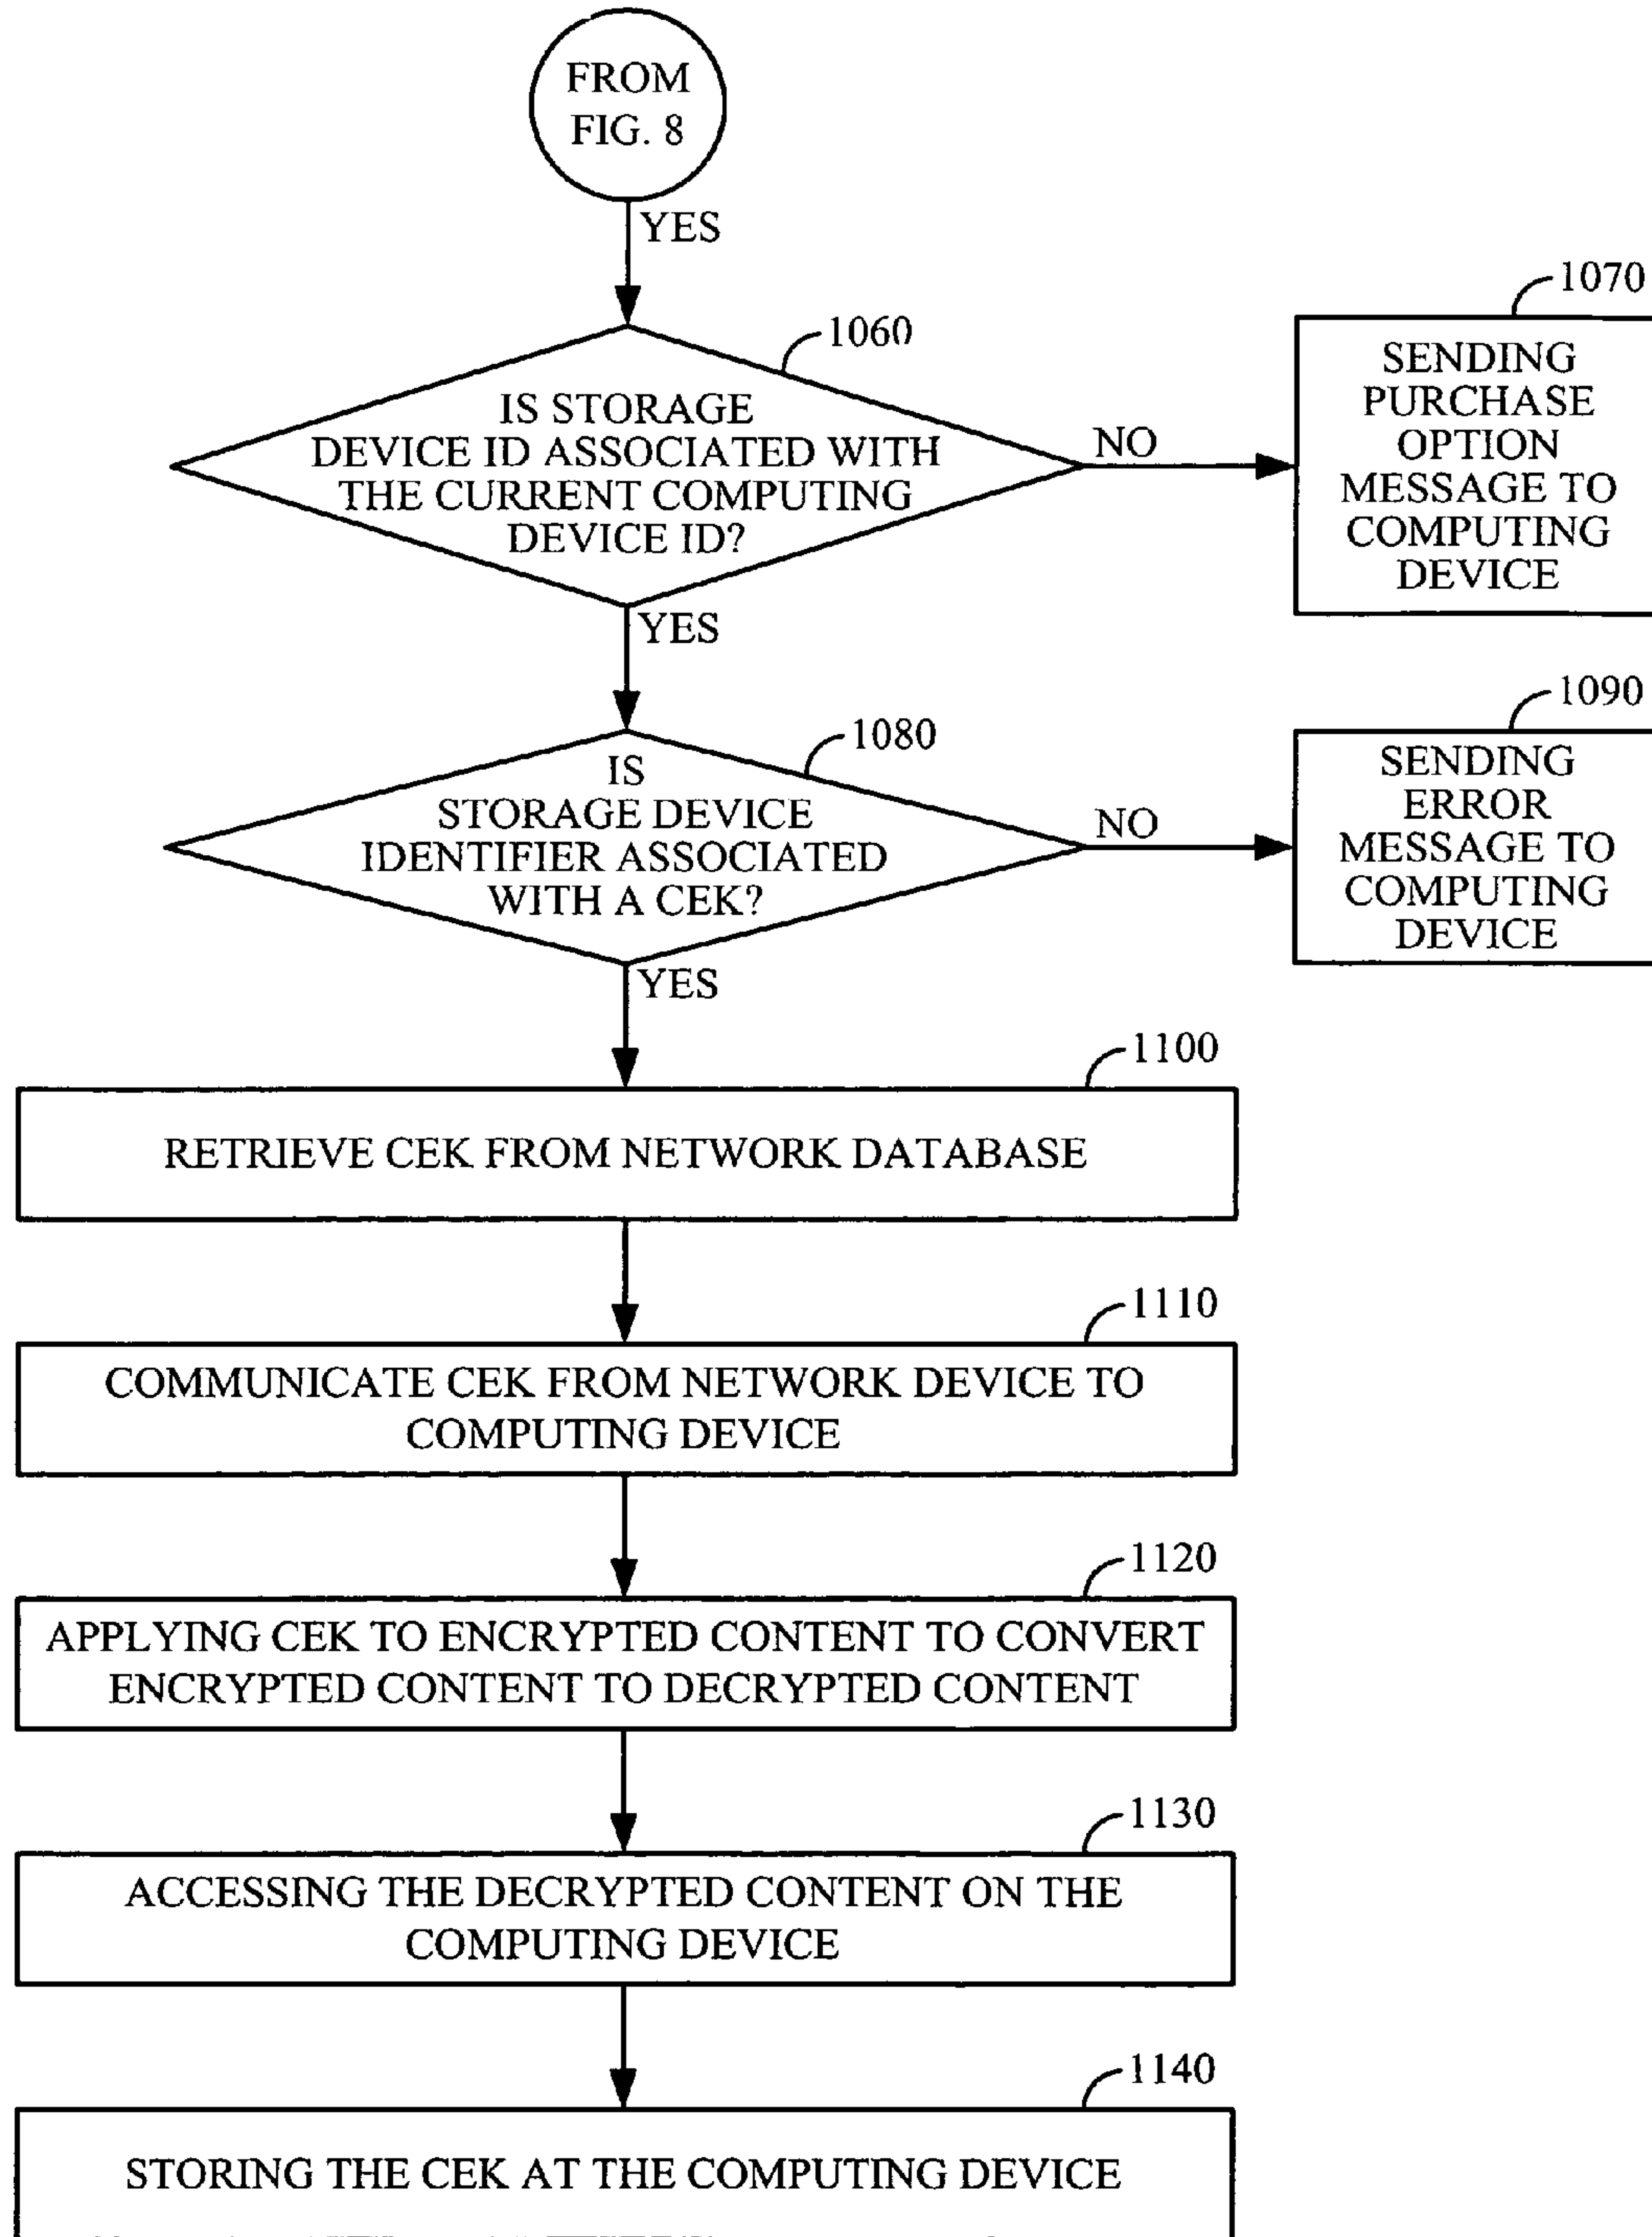 FROM
FIG. 8
YES
1060
IS STORAGE
DEVICE ID ASSOCIATED WITH
THE CURRENT COMPUTING
DEVICE ID?
NO
1070
SENDING
PURCHASE
OPTION
MESSAGE TO
COMPUTING
DEVICE
YES
1080
IS
STORAGE DEVICE
IDENTIFIER ASSOCIATED
WITH A CEK?
NO
1090
SENDING
ERROR
MESSAGE TO
COMPUTING
DEVICE
YES
1100
RETRIEVE CEK FROM NETWORK DATABASE
1110
COMMUNICATE CEK FROM NETWORK DEVICE TO
COMPUTING DEVICE
1120
APPLYING CEK TO ENCRYPTED CONTENT TO CONVERT
ENCRYPTED CONTENT TO DECRYPTED CONTENT
1130
ACCESSING THE DECRYPTED CONTENT ON THE
COMPUTING DEVICE
1140
STORING THE CEK AT THE COMPUTING DEVICE